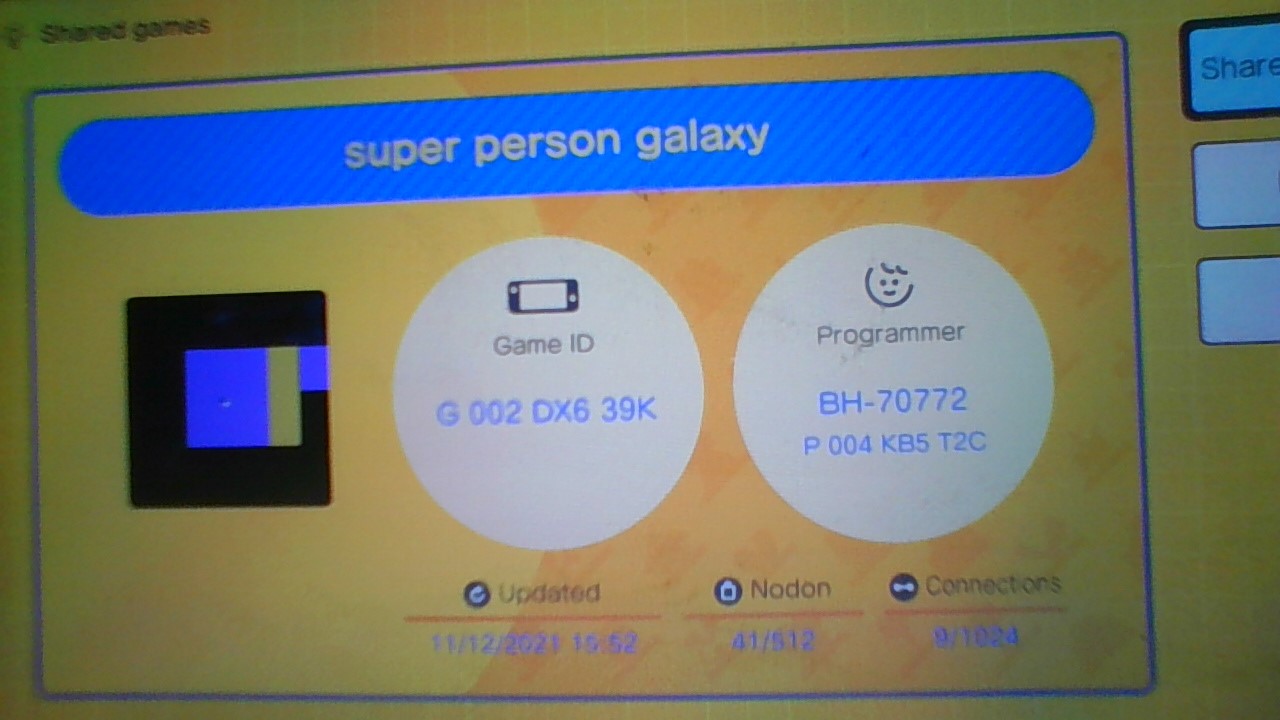 Shared games
super person galaxy
Game ID
G 002 DX6 39K
Programmer
BH-70772
P 004 KB5 T2C
Updated
11/12/2021 15:52
Nodon
41/512
Connections
9/1024
Share